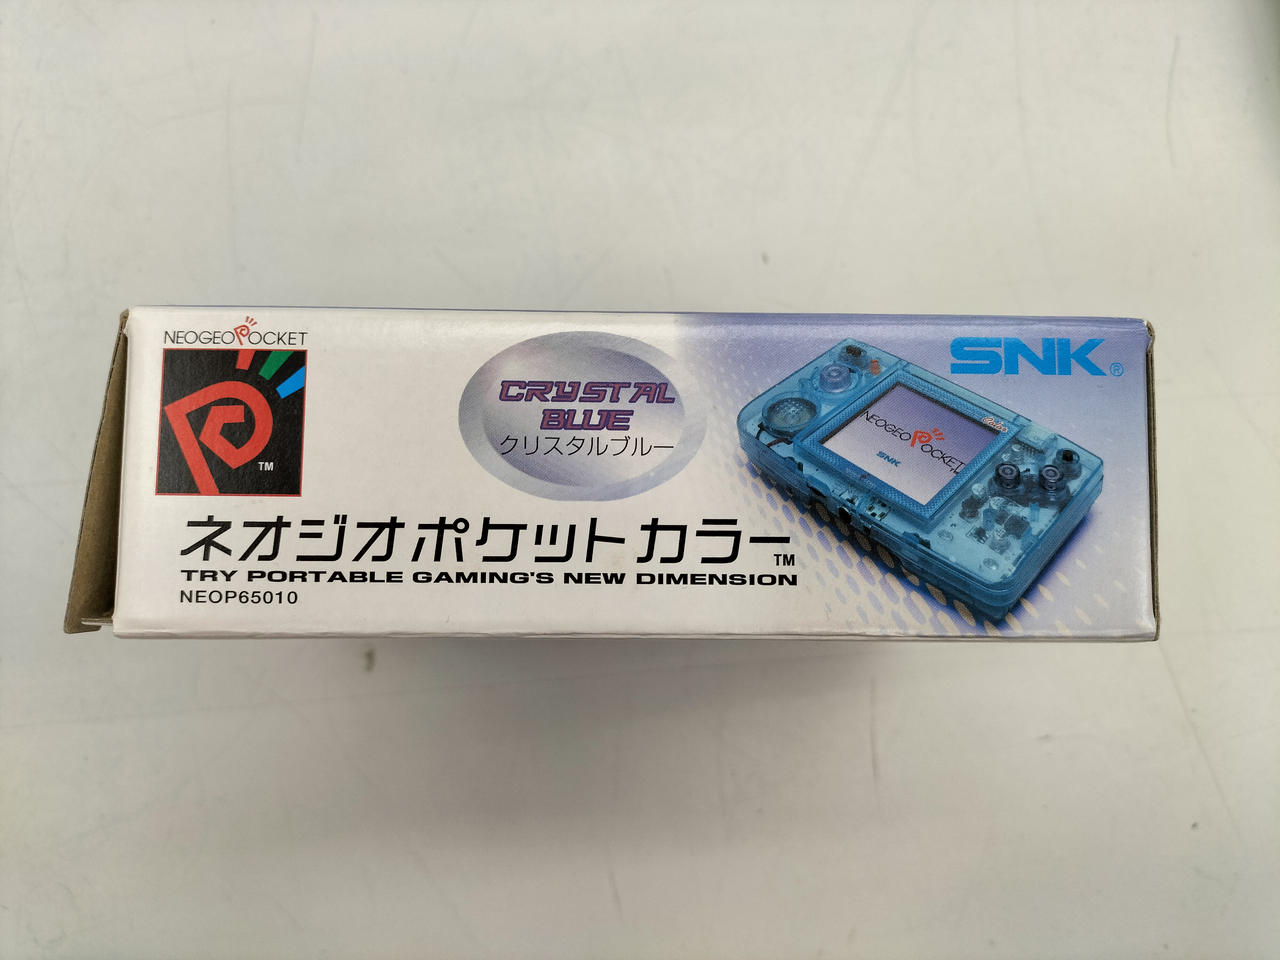 NEOGEO POCKET
TM
CRYSTAL
BLUE
クリスタルブルー
ネオジオポケットカラー™
TRY PORTABLE GAMING'S NEW DIMENSION
NEOP65010
SNK®
Color
NEOGEO POCKET
SNK